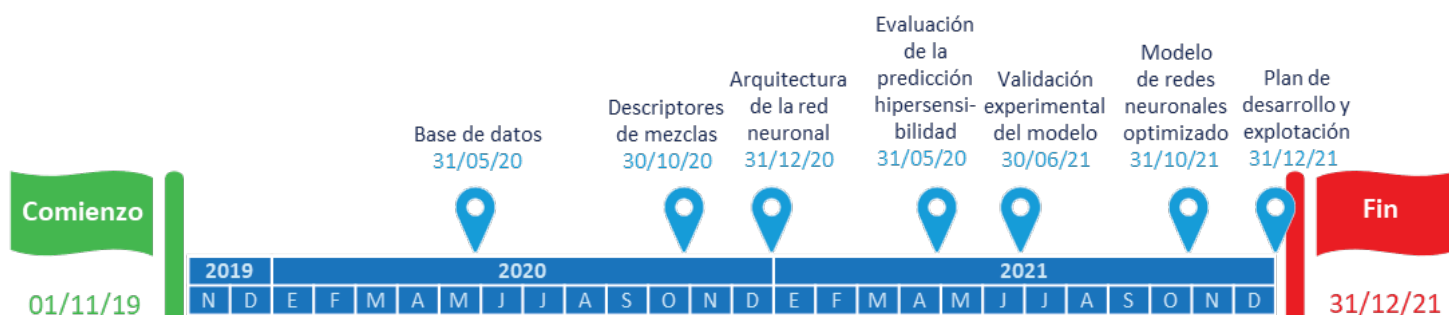 Comienzo
01/11/19
Base de datos
31/05/20
Descriptores
de mezclas
30/10/20
Arquitectura
de la red
neuronal
31/12/20
Evaluación
de la
predicción
hipersensi-
bilidad
31/05/20
Validación
experimental
del modelo
30/06/21
Modelo
de redes
neuronales
optimizado
31/10/21
Plan de
desarrollo y
explotación
31/12/21
2019 2020 2021
N D E F M A M J J A S O N D E F M A M J J A S O N D
Fin
31/12/21